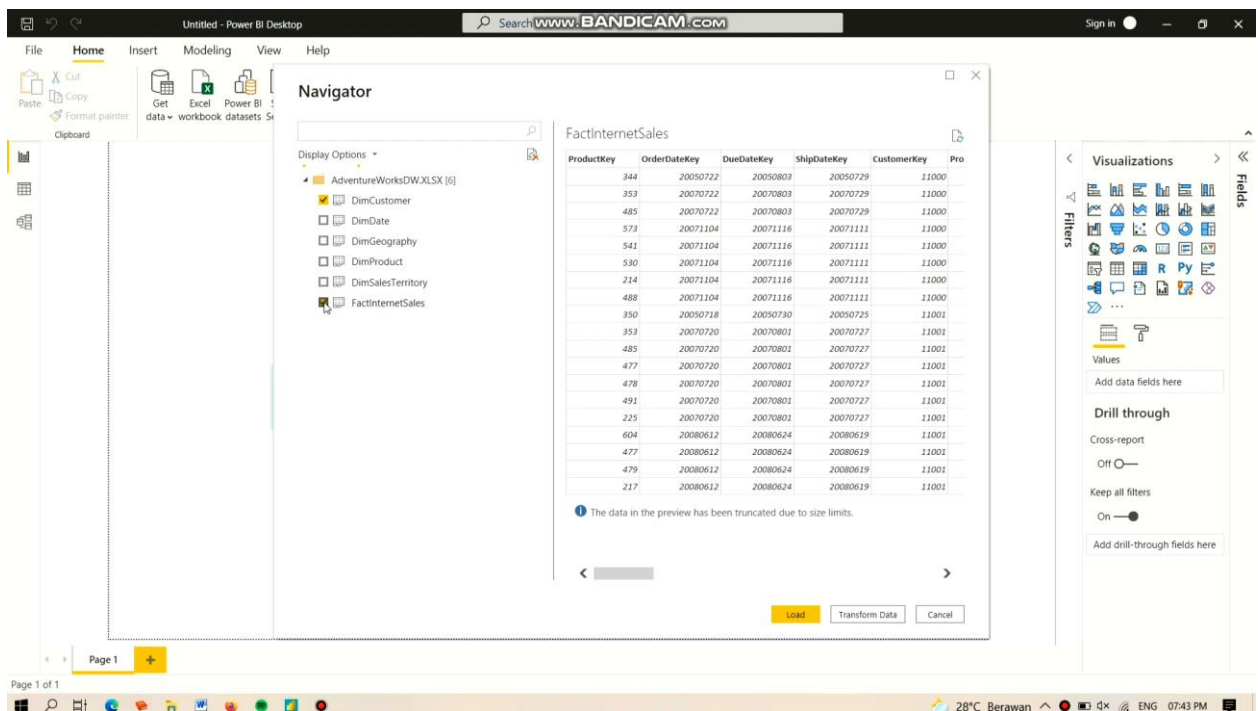 Untitled - Power BI Desktop
Search
www.BANDICAM.com
Sign in
File Home Insert Modeling View Help
Paste
Cut
Copy
Format painter
Clipboard
Get data
Excel workbook
Power BI datasets
Navigator
Display Options
AdventureWorksDW.XLSX [6]
DimCustomer
DimDate
DimGeography
DimProduct
DimSalesTerritory
FactInternetSales
FactInternetSales
ProductKey OrderDateKey DueDateKey ShipDateKey CustomerKey Pro
344 20050722 20050803 20050729 11000
353 20070722 20070803 20070729 11000
485 20070722 20070803 20070729 11000
573 20071104 20071116 20071111 11000
541 20071104 20071116 20071111 11000
530 20071104 20071116 20071111 11000
214 20071104 20071116 20071111 11000
488 20071104 20071116 20071111 11000
350 20050718 20050730 20050725 11001
353 20070720 20070801 20070727 11001
485 20070720 20070801 20070727 11001
477 20070720 20070801 20070727 11001
478 20070720 20070801 20070727 11001
491 20070720 20070801 20070727 11001
225 20070720 20070801 20070727 11001
604 20080612 20080624 20080619 11001
477 20080612 20080624 20080619 11001
479 20080612 20080624 20080619 11001
217 20080612 20080624 20080619 11001
The data in the preview has been truncated due to size limits.
Load Transform Data Cancel
Filters
Visualizations
Fields
R Py
Values
Add data fields here
Drill through
Cross-report
Off
Keep all filters
On
Add drill-through fields here
Page 1
Page 1 of 1
28°C Berawan ENG 07:43 PM